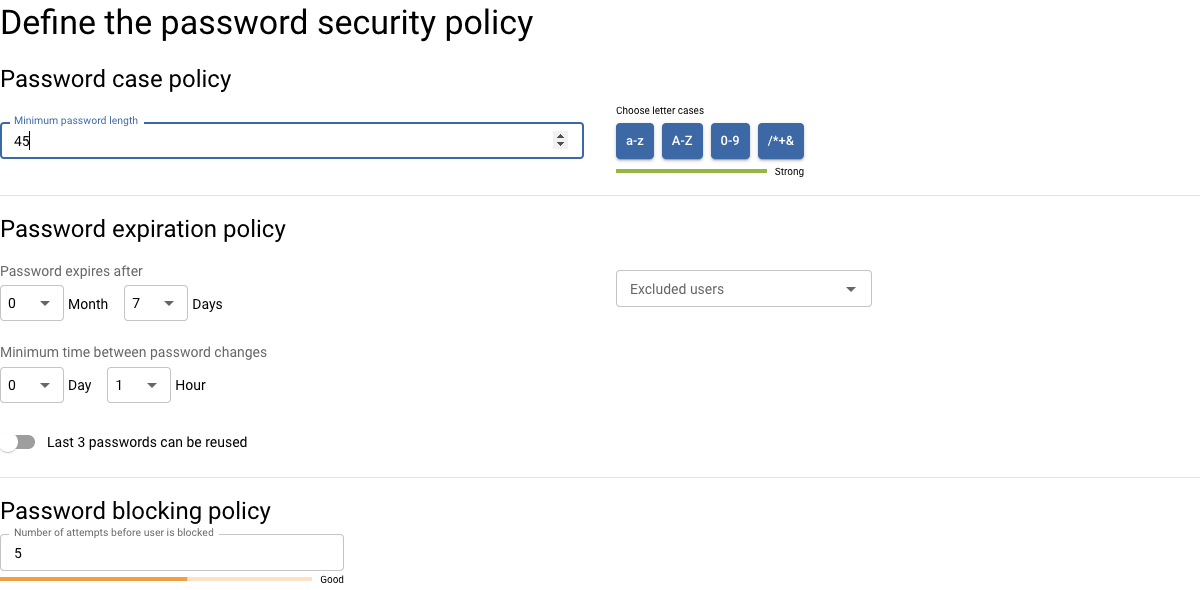 Define the password security policy
Password case policy
Minimum password length
45
Choose letter cases
a-z A-Z 0-9 /*+&
Strong
Password expiration policy
Password expires after
0 Month 7 Days
Excluded users
Minimum time between password changes
0 Day 1 Hour
Last 3 passwords can be reused
Password blocking policy
Number of attempts before user is blocked
5
Good